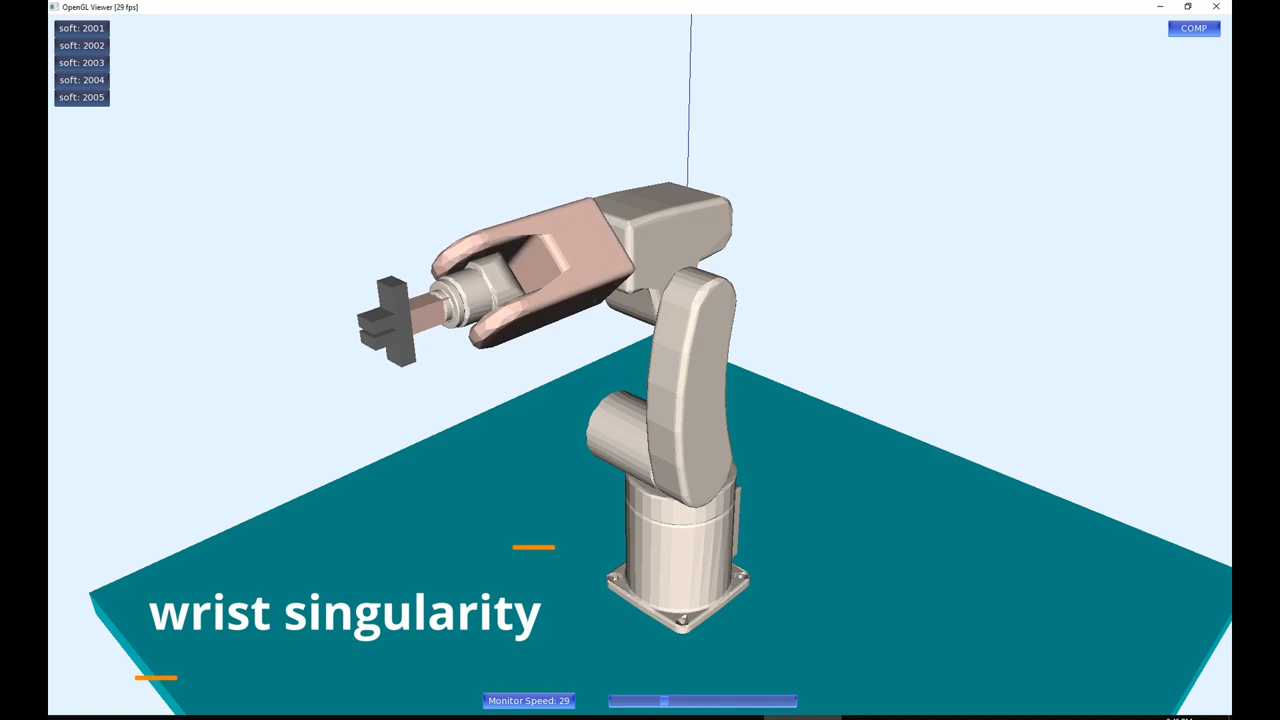 OpenGL Viewer [29 fps]
soft: 2001
COMP
soft: 2002
soft: 2003
soft: 2004
soft: 2005
wrist singularity
Monitor Speed: 29